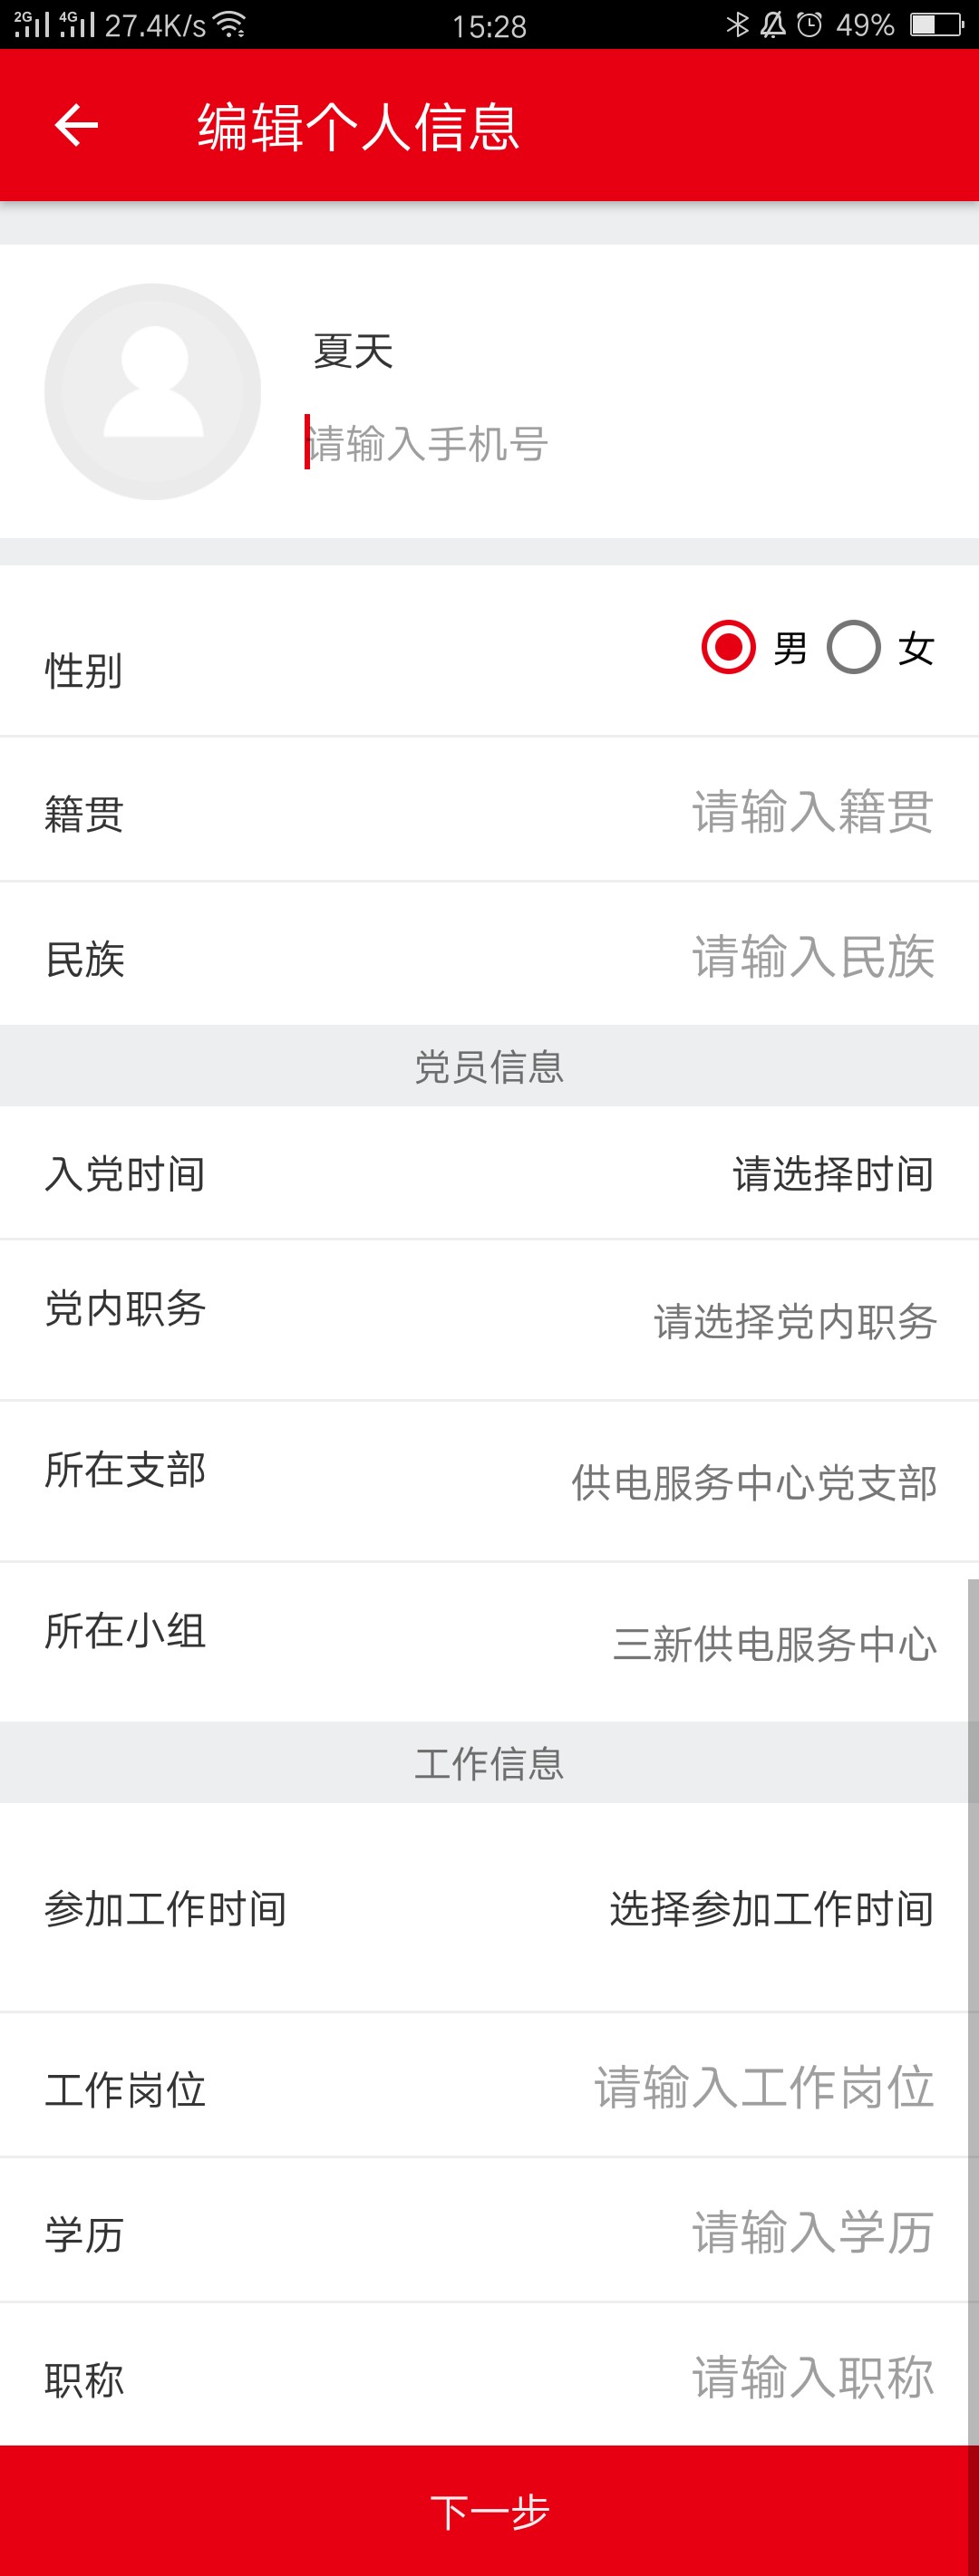 2G 4G 27.4K/s 15:28 49%
编辑个人信息
夏天
请输入手机号
性别 男 女
籍贯 请输入籍贯
民族 请输入民族
党员信息
入党时间 请选择时间
党内职务 请选择党内职务
所在支部 供电服务中心党支部
所在小组 三新供电服务中心
工作信息
参加工作时间 选择参加工作时间
工作岗位 请输入工作岗位
学历 请输入学历
职称 请输入职称
下一步